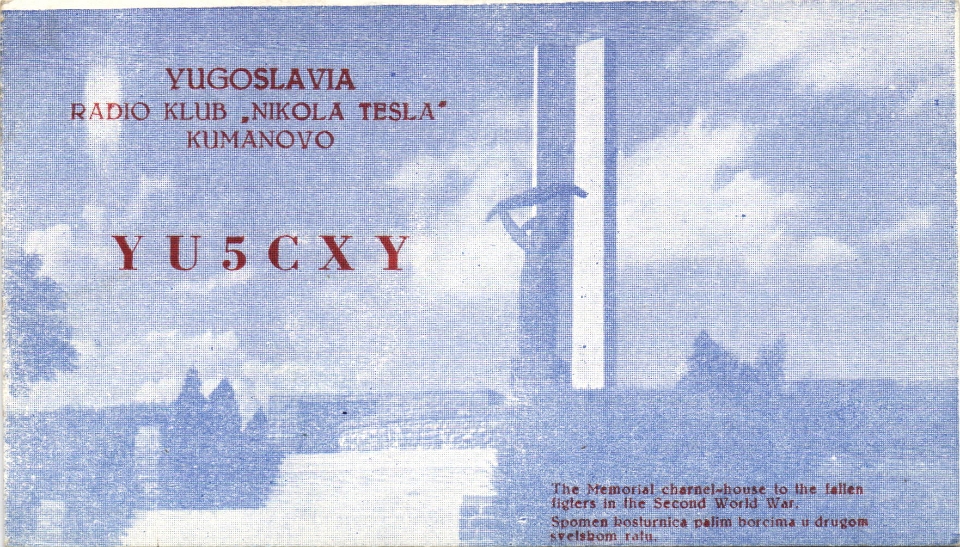 YUGOSLAVIA
RADIO KLUB „NIKOLA TESLA“
KUMANOVO
YU5CXY
The Memorial charnel-house to the fallen
figters in the Second World War.
Spomen kosturnica palim borcima u drugom
svetskom ratu.